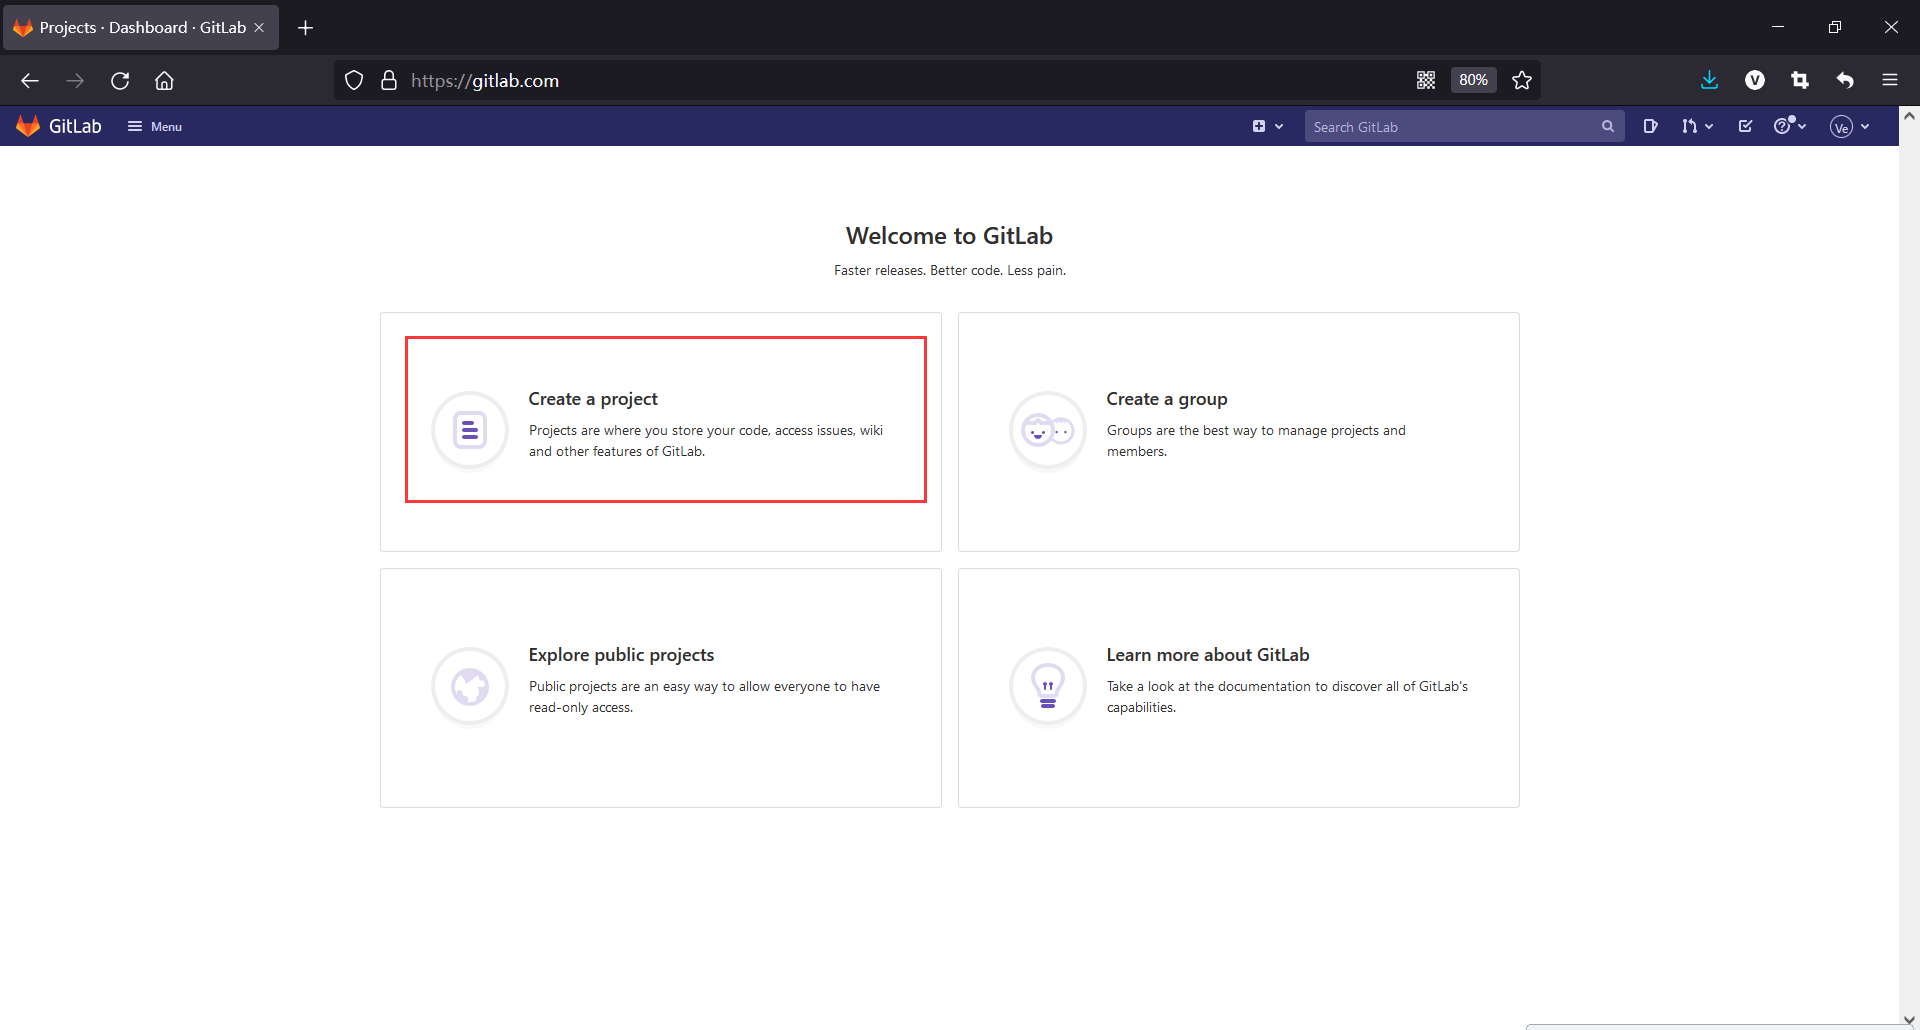 Projects · Dashboard · GitLab
https://gitlab.com
80%
V
GitLab
Menu
Search GitLab
Ve
Welcome to GitLab
Faster releases. Better code. Less pain.
Create a project
Projects are where you store your code, access issues, wiki
and other features of GitLab.
Create a group
Groups are the best way to manage projects and
members.
Explore public projects
Public projects are an easy way to allow everyone to have
read-only access.
Learn more about GitLab
Take a look at the documentation to discover all of GitLab's
capabilities.